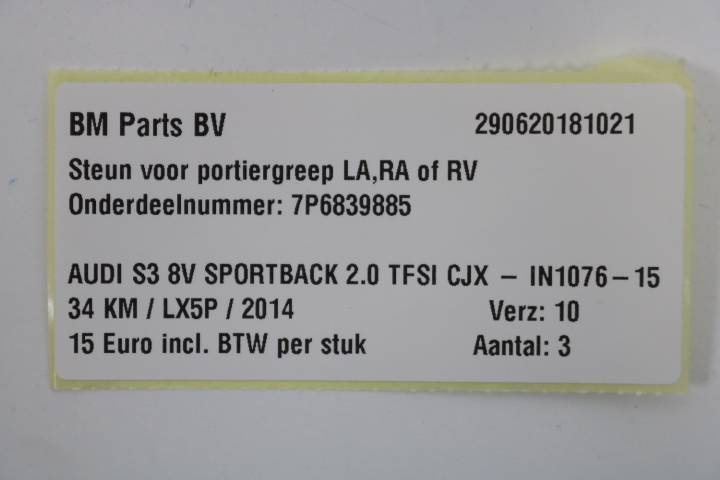 BM Parts BV 290620181021
Steun voor portiergreep LA,RA of RV
Onderdeelnummer: 7P6839885
AUDI S3 8V SPORTBACK 2.0 TFSI CJX – IN1076–15
34 KM / LX5P / 2014 Verz: 10
15 Euro incl. BTW per stuk Aantal: 3